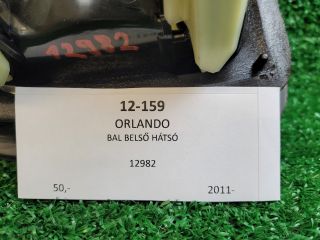 12982
12-159
ORLANDO
BAL BELSŐ HÁTSÓ
12982
50,- 2011-